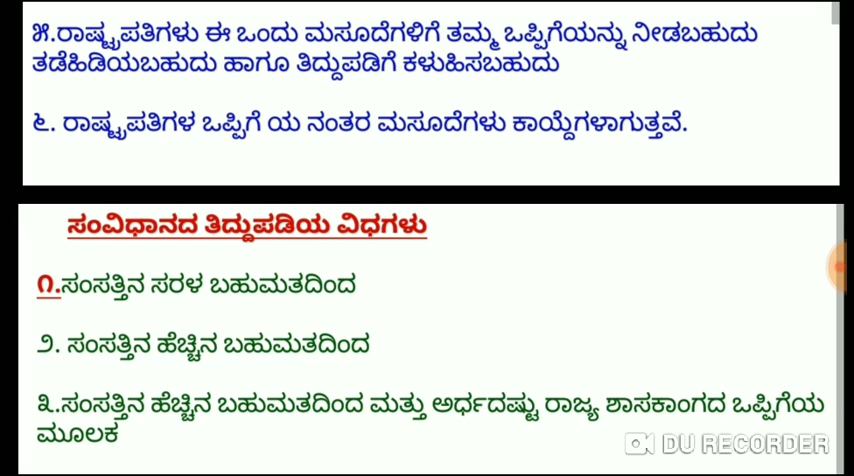 ೫.ರಾಷ್ಟ್ರಪತಿಗಳು ಈ ಒಂದು ಮಸೂದೆಗಳಿಗೆ ತಮ್ಮ ಒಪ್ಪಿಗೆಯನ್ನು ನೀಡಬಹುದು
ತಡೆಹಿಡಿಯಬಹುದು ಹಾಗೂ ತಿದ್ದುಪಡಿಗೆ ಕಳುಹಿಸಬಹುದು
೬. ರಾಷ್ಟ್ರಪತಿಗಳ ಒಪ್ಪಿಗೆ ಯ ನಂತರ ಮಸೂದೆಗಳು ಕಾಯ್ದೆಗಳಾಗುತ್ತವೆ.
ಸಂವಿಧಾನದ ತಿದ್ದುಪಡಿಯ ವಿಧಗಳು
೧.ಸಂಸತ್ತಿನ ಸರಳ ಬಹುಮತದಿಂದ
೨. ಸಂಸತ್ತಿನ ಹೆಚ್ಚಿನ ಬಹುಮತದಿಂದ
೩.ಸಂಸತ್ತಿನ ಹೆಚ್ಚಿನ ಬಹುಮತದಿಂದ ಮತ್ತು ಅರ್ಧದಷ್ಟು ರಾಜ್ಯ ಶಾಸಕಾಂಗದ ಒಪ್ಪಿಗೆಯ
ಮೂಲಕ
DU RECORDER